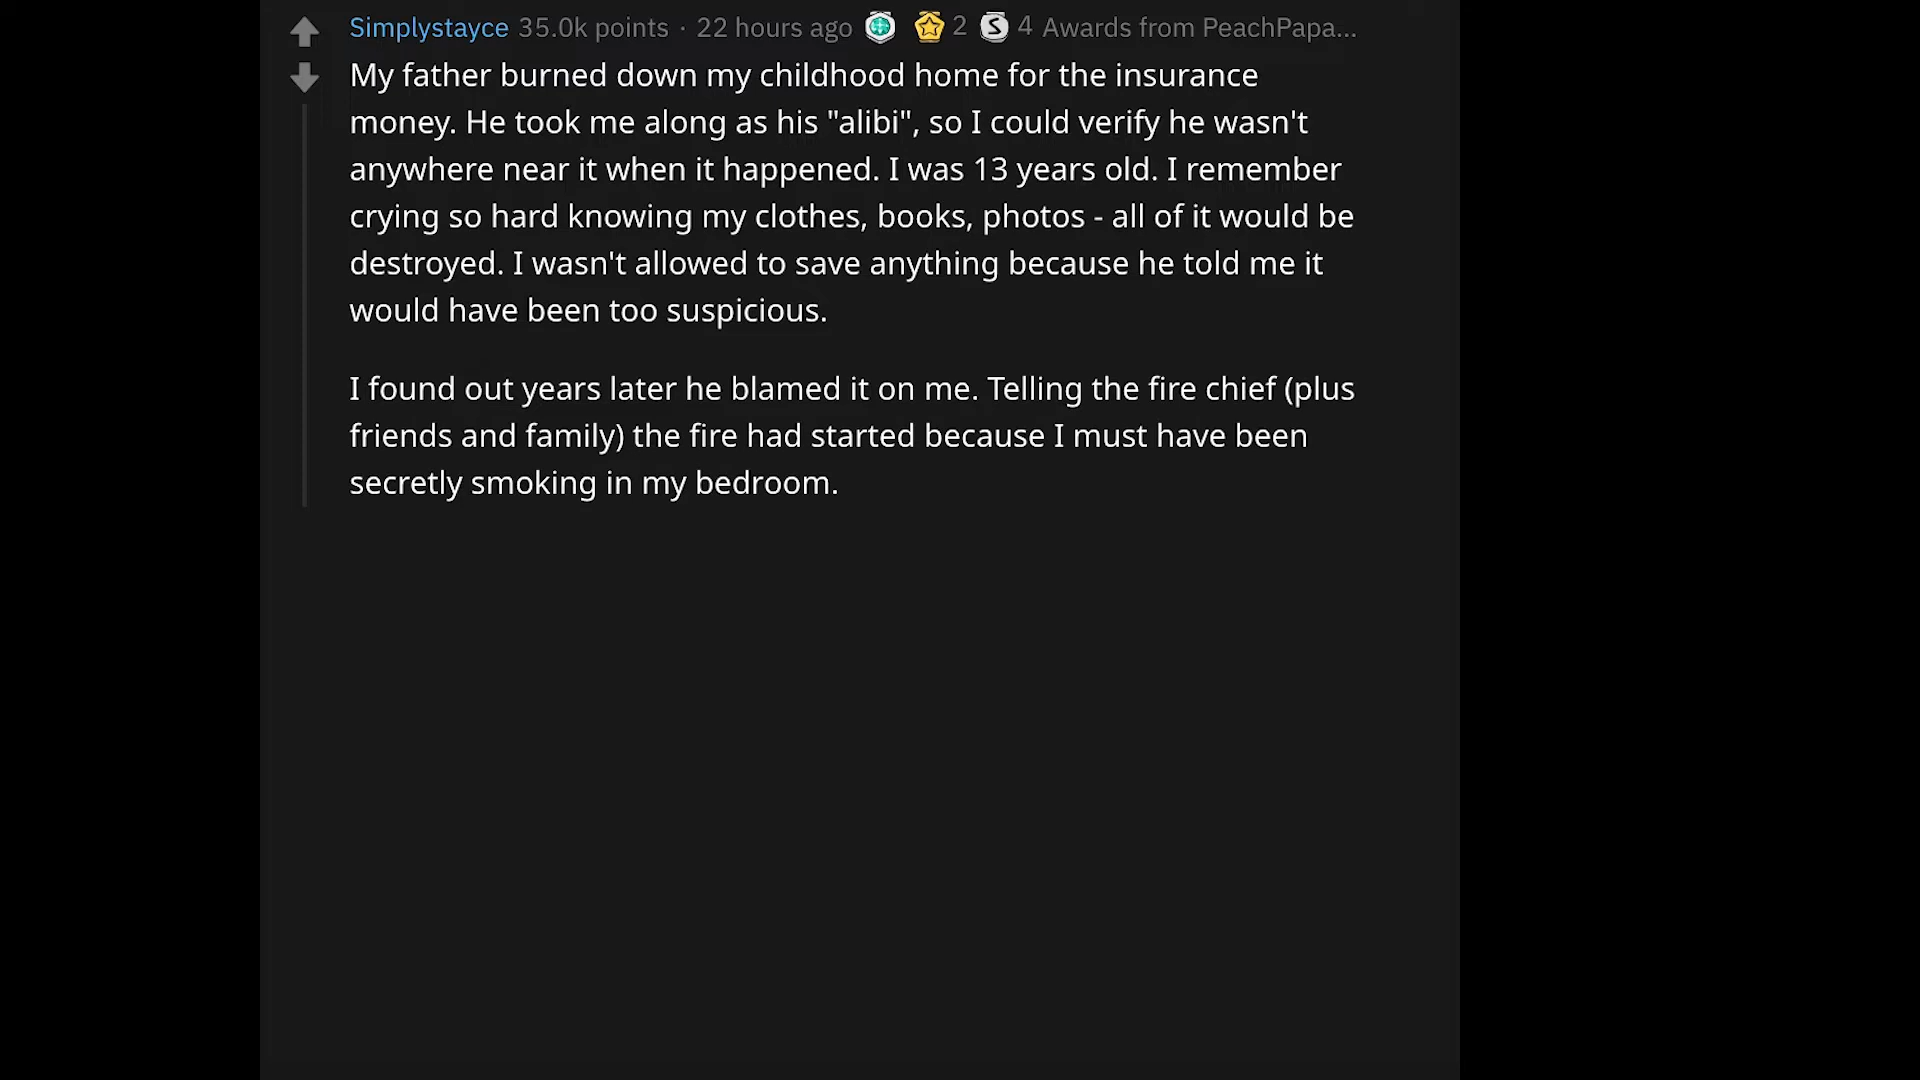 Simplystayce 35.0k points · 22 hours ago 2 S 4 Awards from PeachPapa...
My father burned down my childhood home for the insurance
money. He took me along as his "alibi", so I could verify he wasn't
anywhere near it when it happened. I was 13 years old. I remember
crying so hard knowing my clothes, books, photos - all of it would be
destroyed. I wasn't allowed to save anything because he told me it
would have been too suspicious.
I found out years later he blamed it on me. Telling the fire chief (plus
friends and family) the fire had started because I must have been
secretly smoking in my bedroom.